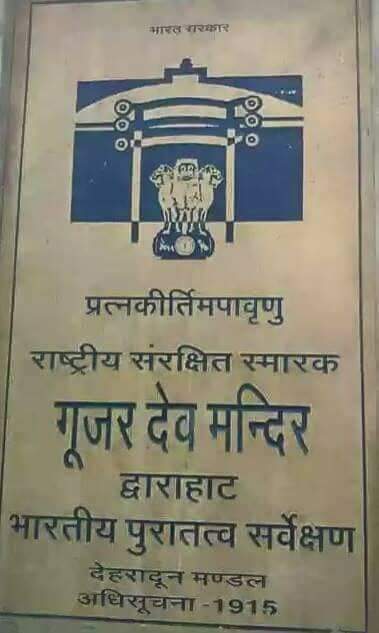 भारत सरकार
प्रत्नकीर्तिमपावृणु
राष्ट्रीय संरक्षित स्मारक
गूजर देव मन्दिर
द्वाराहाट
भारतीय पुरातत्व सर्वेक्षण
देहरादून मण्डल
अधिसूचना -1915